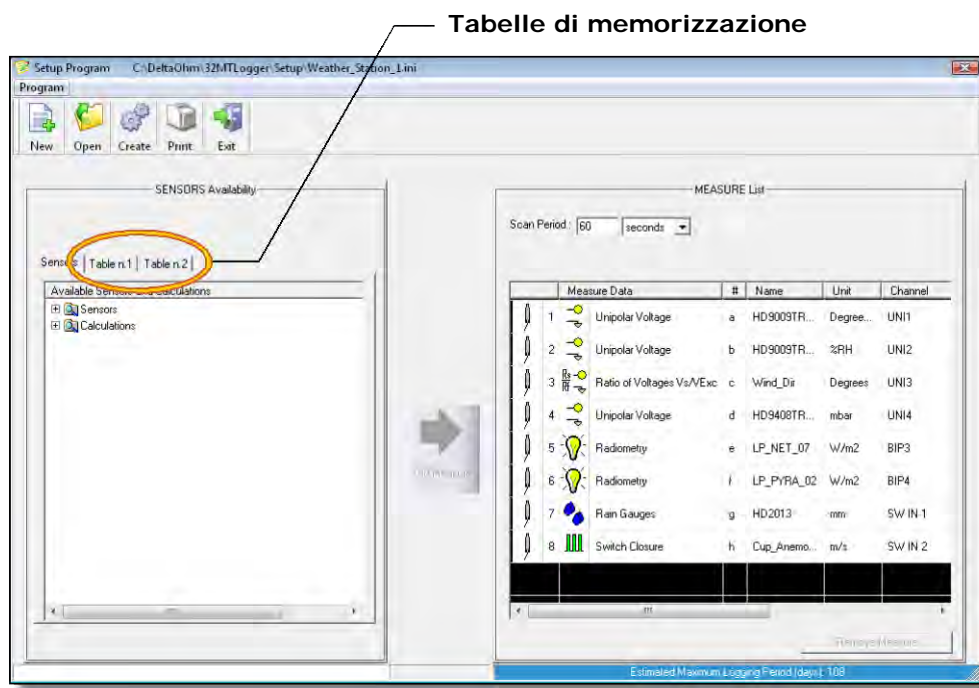 Tabelle di memorizzazione
Setup Program C:\DeltaOhm\32MTLogger\Setup\Weather_Station_1.ini
Program
New Open Create Print Exit
SENSORS Availability
Sensors Table n.1 Table n.2
Available Sensors and Calculations
Sensors
Calculations
MEASURE List
Scan Period: 60 seconds
Measure Data # Name Unit Channel
1 Unipolar Voltage a HD9009TR... Degree... UNI1
2 Unipolar Voltage b HD9009TR... %RH UNI2
3 Ratio of Voltages Vs/VExc c Wind_Dir Degrees UNI3
4 Unipolar Voltage d HD9408TR... mbar UNI4
5 Radiometry e LP_NET_07 W/m2 BIP3
6 Radiometry f LP_PYRA_02 W/m2 BIP4
7 Rain Gauges g HD2013 mm SW IN 1
8 Switch Closure h Cup_Anemo... m/s SW IN 2
Remove Measure
Estimated Maximum Logging Period (days): 108